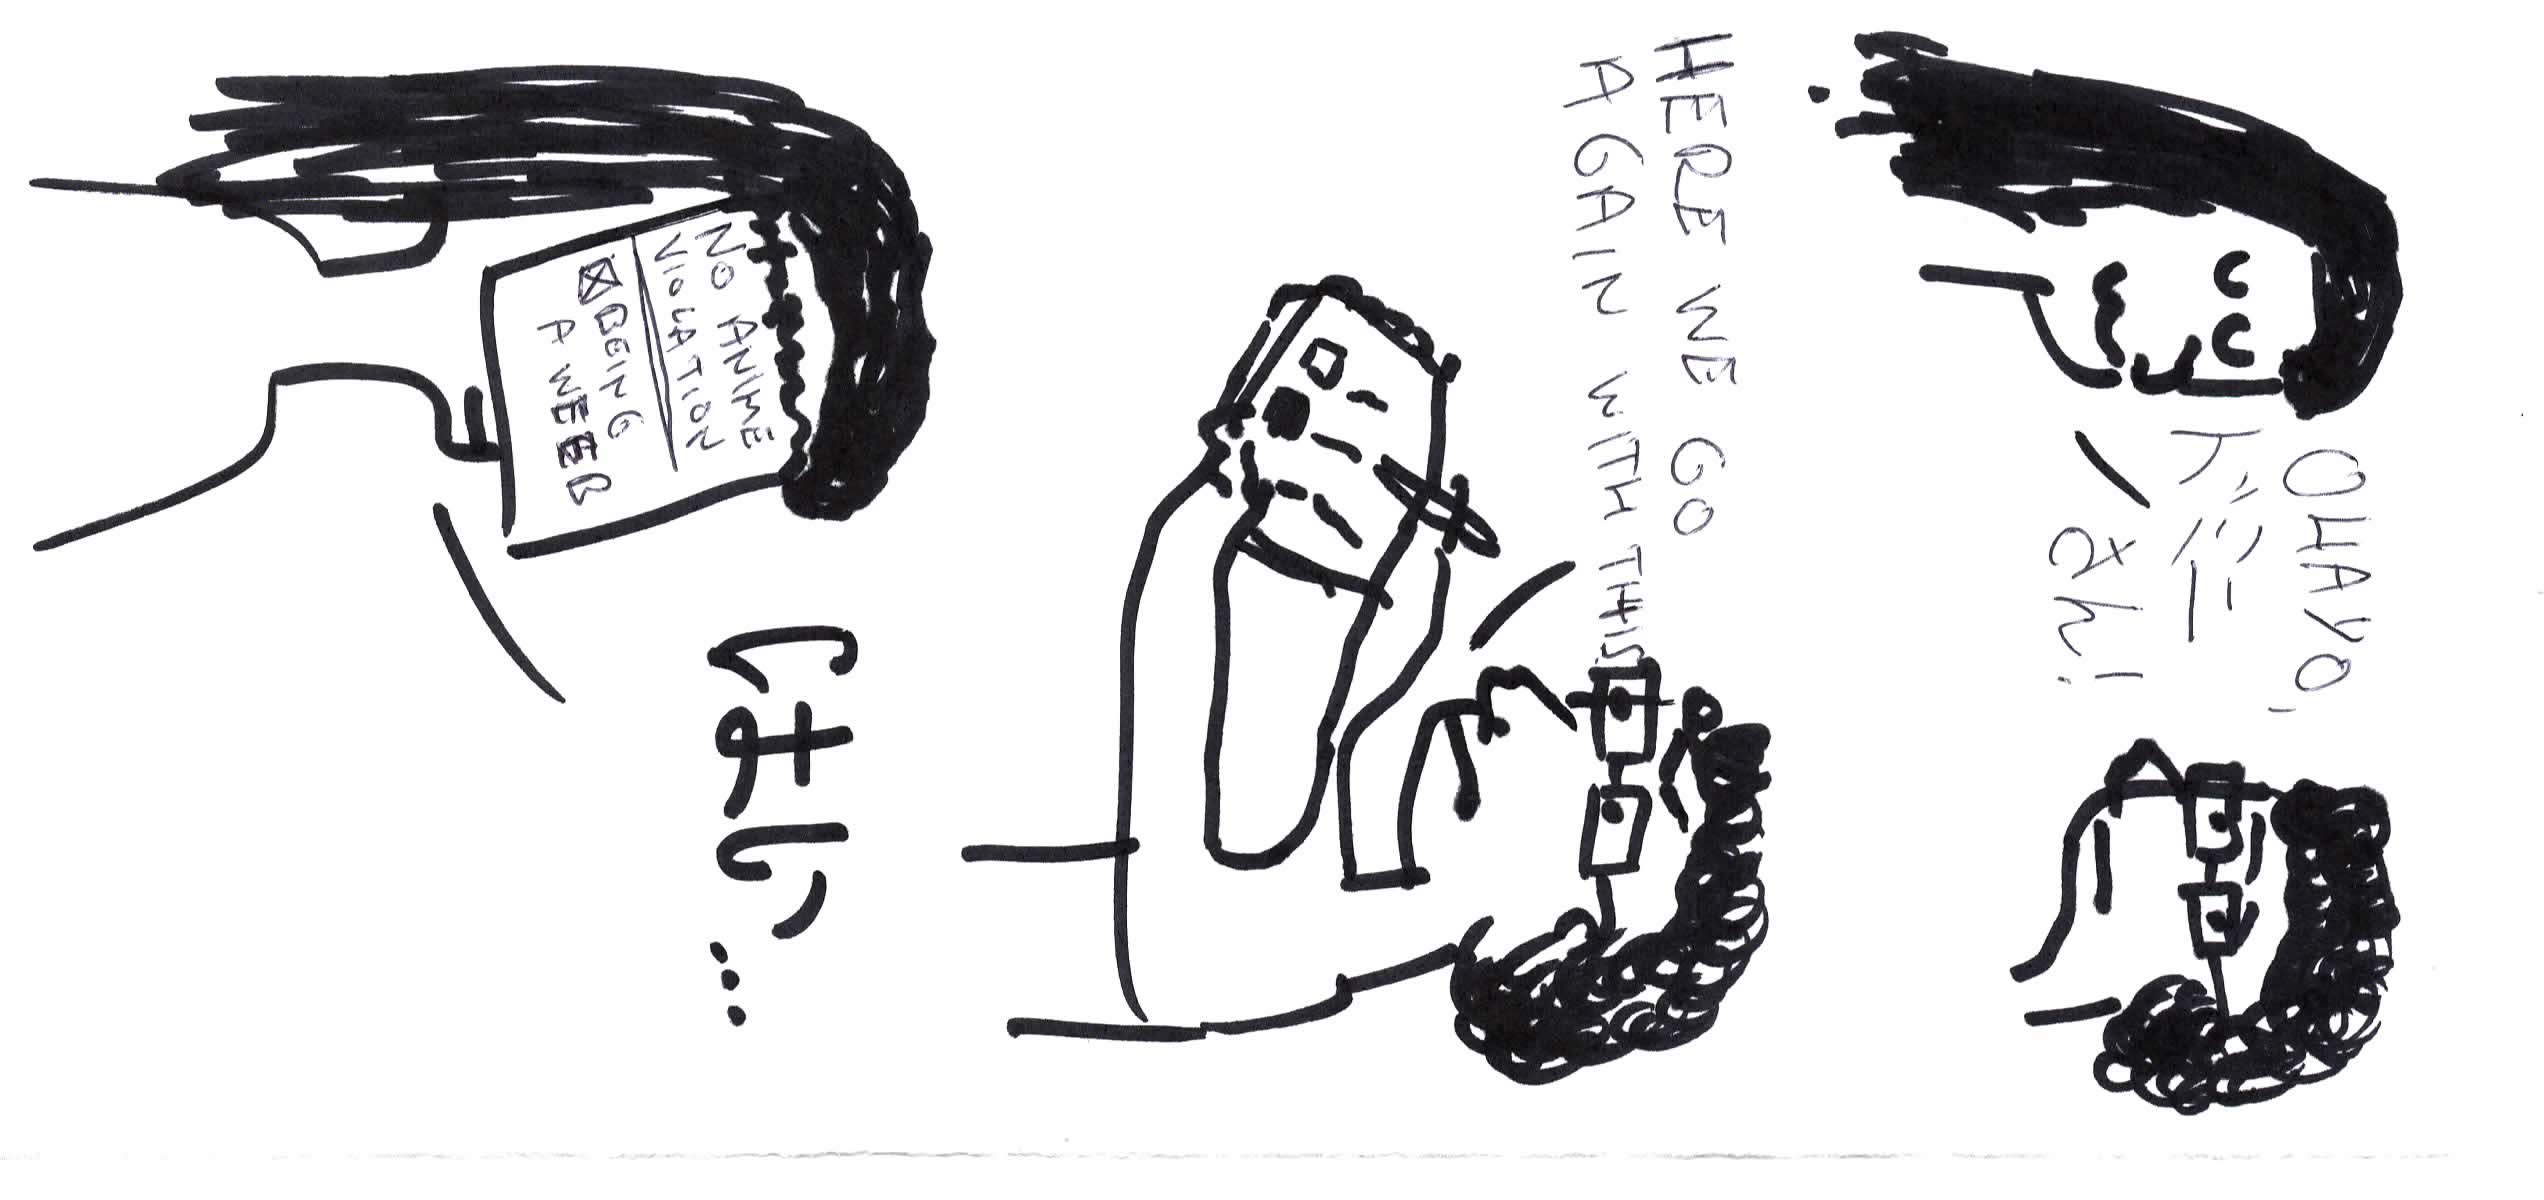 OHAYO,
ドミニ
さん!
HERE WE GO
AGAIN WITH THIS.
NO ANIME
VIOLATION
BEING
A WEEB
はい...